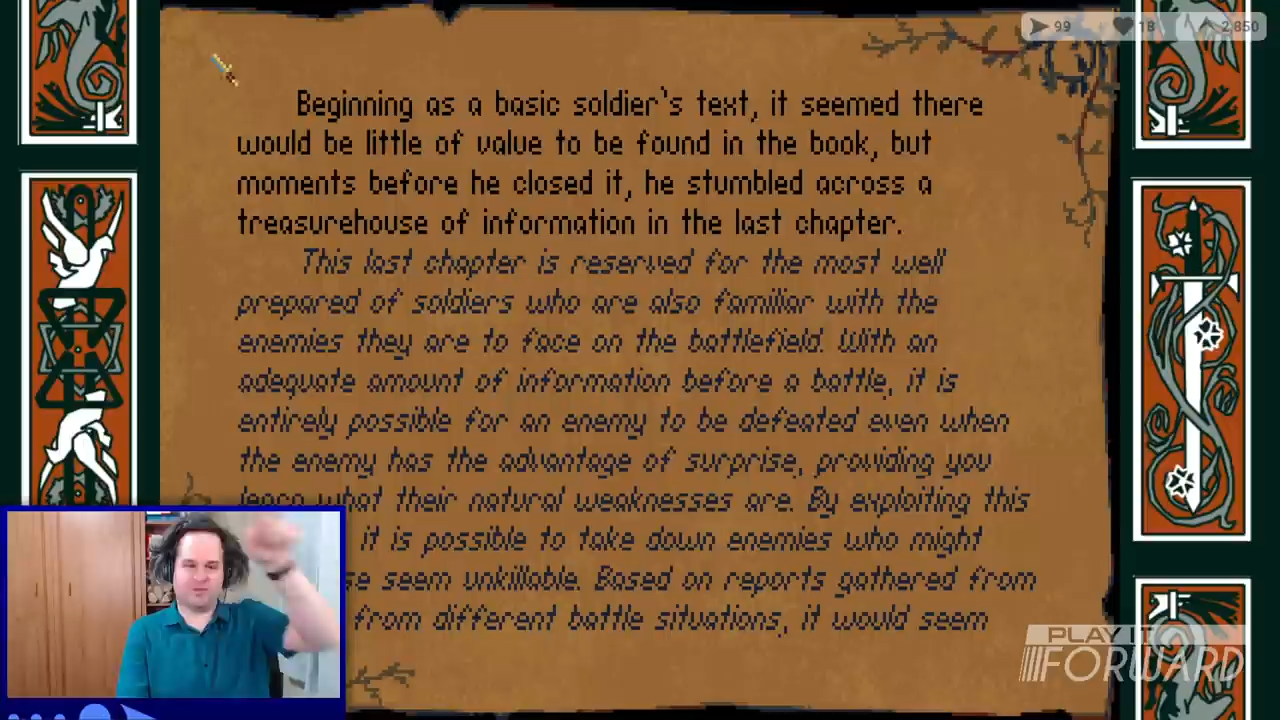 99 18 2,850
Beginning as a basic soldier's text, it seemed there
would be little of value to be found in the book, but
moments before he closed it, he stumbled across a
treasurehouse of information in the last chapter.
This last chapter is reserved for the most well
prepared of soldiers who are also familiar with the
enemies they are to face on the battlefield. With an
adequate amount of information before a battle, it is
entirely possible for an enemy to be defeated even when
the enemy has the advantage of surprise, providing you
learn what their natural weaknesses are. By exploiting this
it is possible to take down enemies who might
se seem unkillable. Based on reports gathered from
from different battle situations, it would seem
PLAY IT
FORWARD